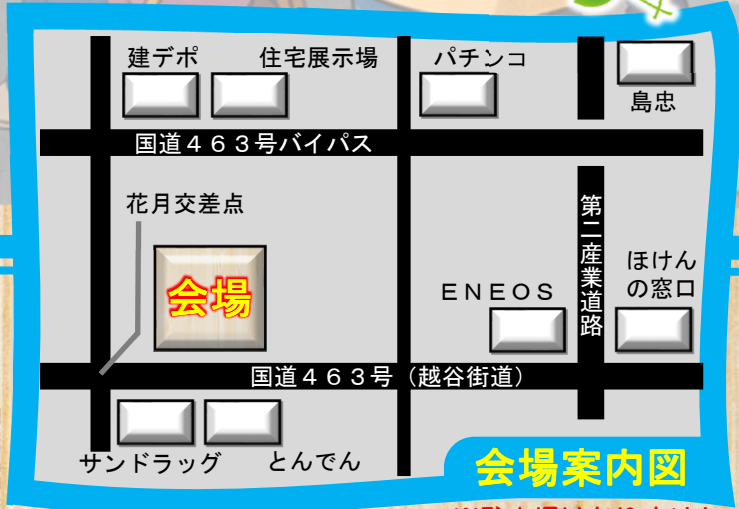 建デポ
住宅展示場
パチンコ
島忠
国道４６３号バイパス
花月交差点
第二産業道路
会場
ＥＮＥＯＳ
ほけん
の窓口
国道４６３号（越谷街道）
サンドラッグ
とんでん
会場案内図